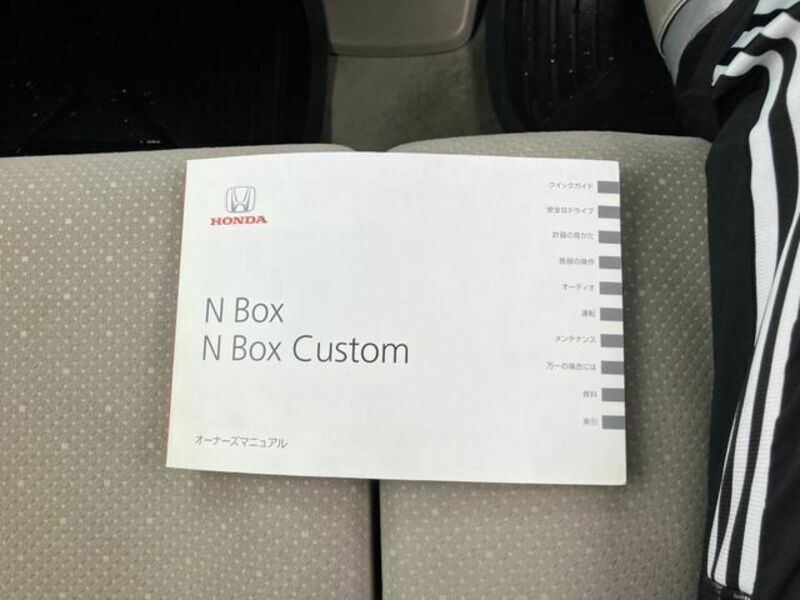 HONDA
N Box
N Box Custom
オーナーズマニュアル
クイックガイド
安全なドライブ
計器の見かた
各部の操作
オーディオ
運転
メンテナンス
万一の場合には
資料
索引